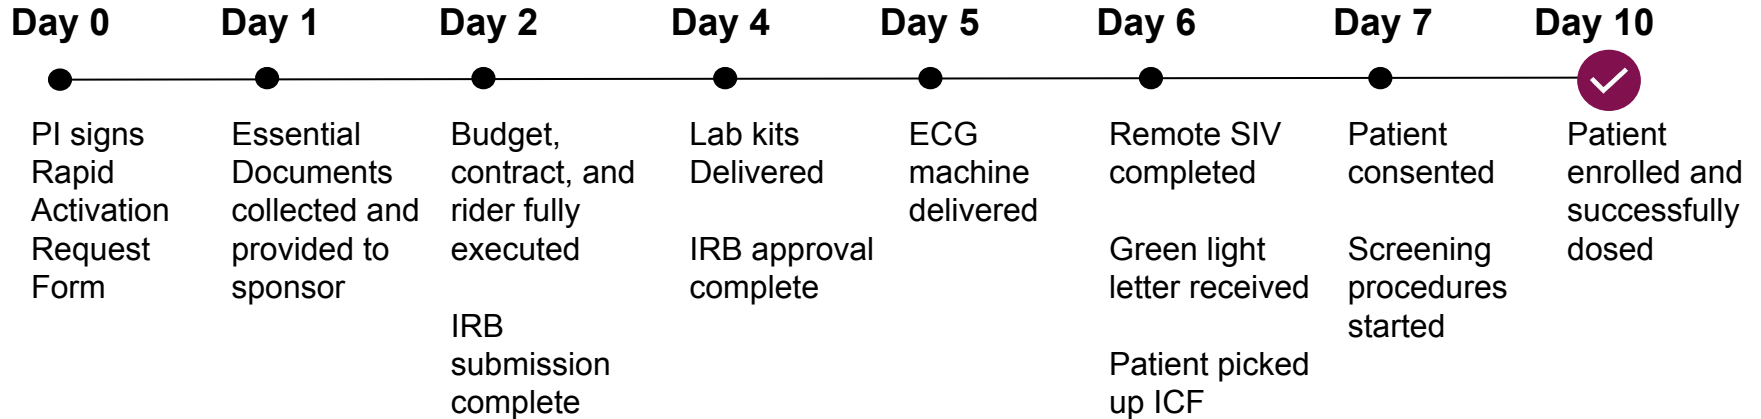 Day 0
Day 1
Day 2
Day 4
Day 5
Day 6
Day 7
Day 10
PI signs
Rapid
Activation
Request
Form
Essential
Documents
collected and
provided to
sponsor
Budget,
contract, and
rider fully
executed
IRB
submission
complete
Lab kits
Delivered
IRB approval
complete
ECG
machine
delivered
Remote SIV
completed
Green light
letter received
Patient picked
up ICF
Patient
consented
Screening
procedures
started
Patient
enrolled and
successfully
dosed